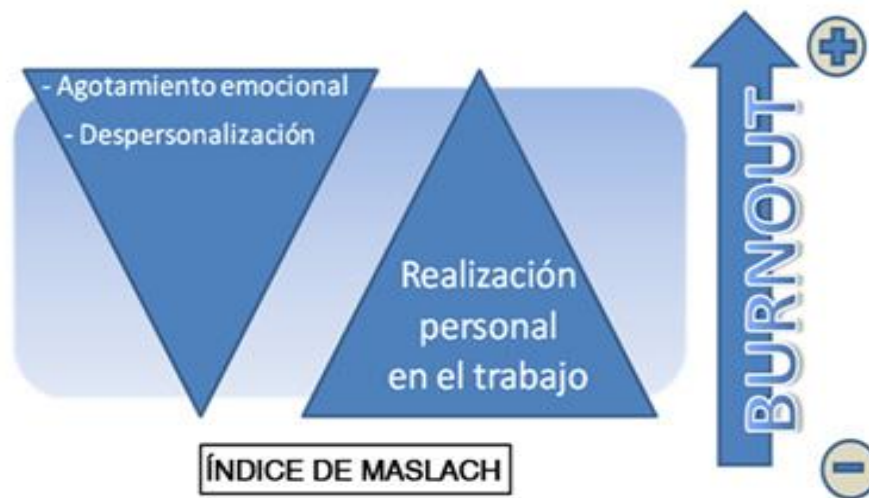 - Agotamiento emocional
- Despersonalización
Realización
personal
en el trabajo
BURNOUT
ÍNDICE DE MASLACH